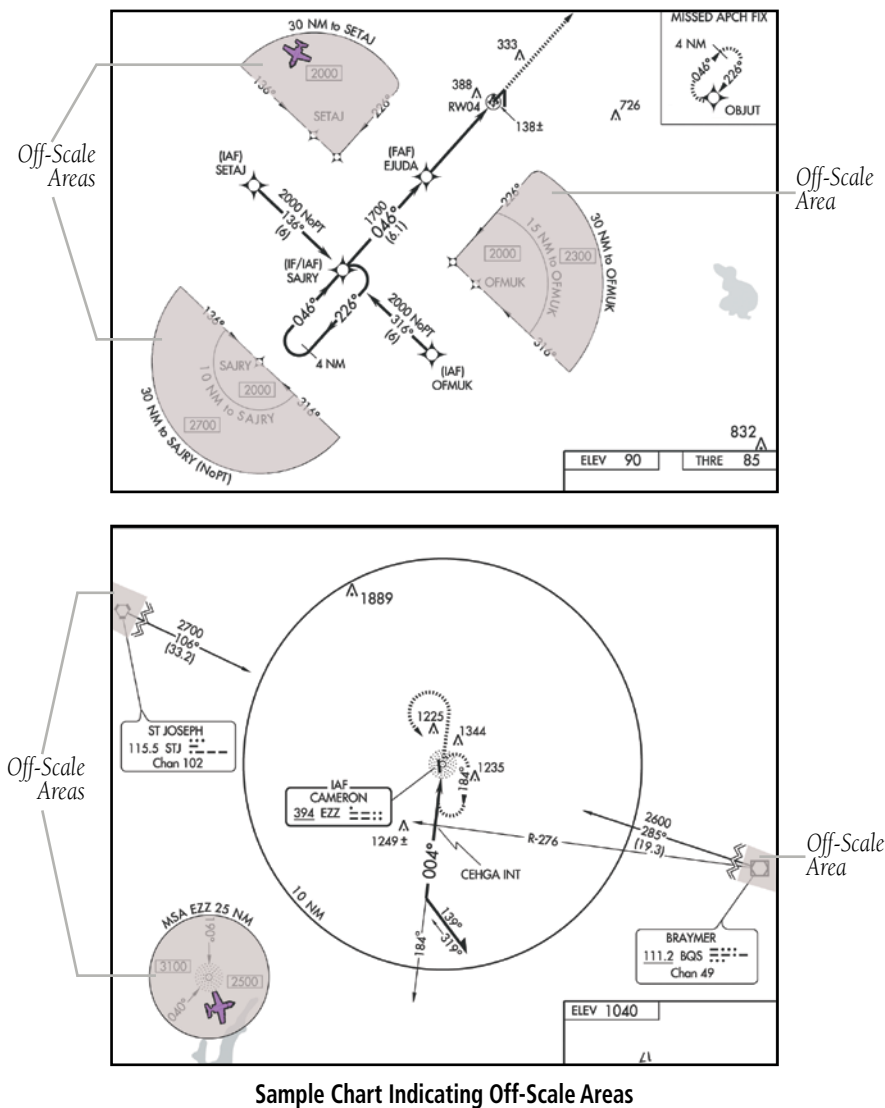 30 NM to SETAJ
2000
136°
226°
SETAJ
333
388
RW04
138±
726
MISSED APCH FIX
4 NM
046°
226°
OBJUT
Off-Scale
Areas
(IAF)
SETAJ
2000 NoPT
136°
(6)
(FAF)
EJUDA
1700
046°
(6.1)
(IF/IAF)
SAJRY
046°
226°
4 NM
2000 NoPT
316°
(6)
(IAF)
OFMUK
226°
2000
15 NM to OFMUK
2300
30 NM to OFMUK
OFMUK
316°
Off-Scale
Area
136°
SAJRY
2000
10 NM to SAJRY
316°
2700
30 NM to SAJRY (NoPT)
832
ELEV 90
THRE 85
1889
2700
106°
(33.2)
ST JOSEPH
115.5 STJ
Chan 102
Off-Scale
Areas
1225
1344
1235
184°
IAF
CAMERON
394 EZZ
1249±
004°
CEHGA INT
R-276
2600
285°
(19.3)
Off-Scale
Area
10 NM
139°
319°
184°
BRAYMER
111.2 BQS
Chan 49
MSA EZZ 25 NM
190°
3100
2500
040°
ELEV 1040
17
Sample Chart Indicating Off-Scale Areas